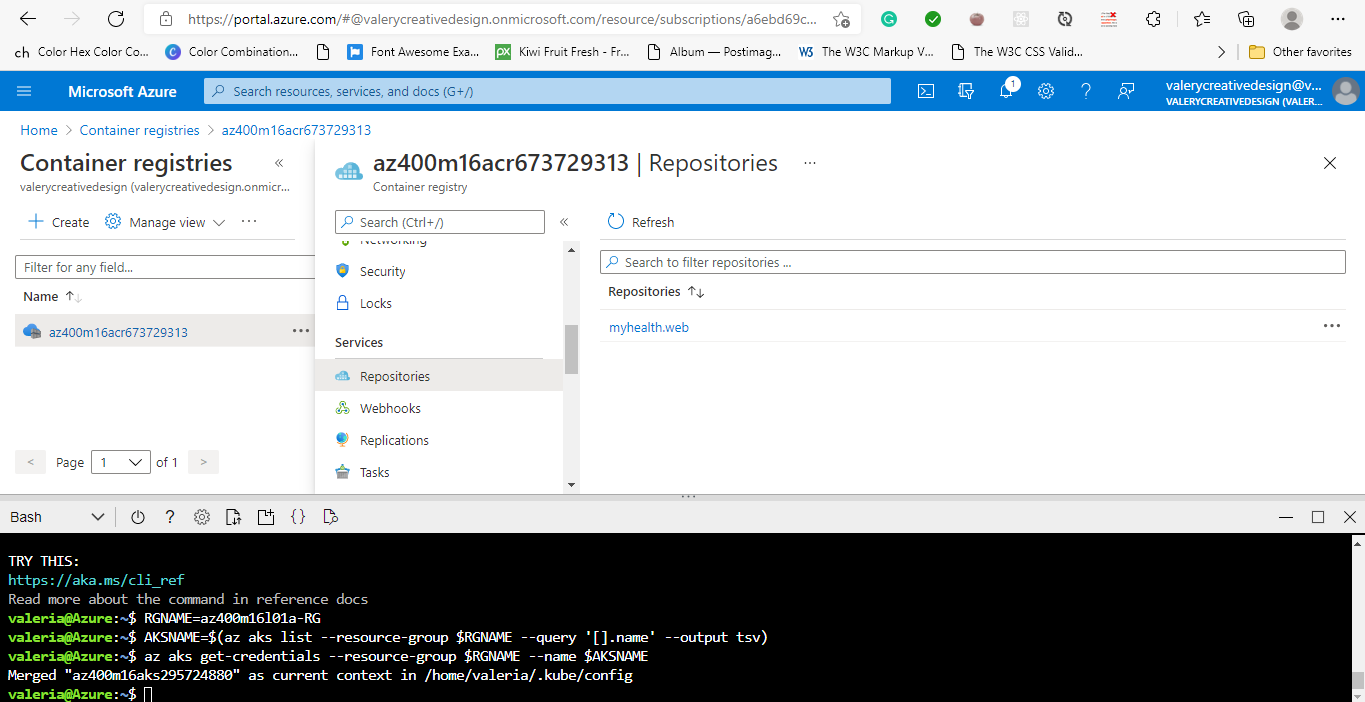 https://portal.azure.com/#@valerycreativedesign.onmicrosoft.com/resource/subscriptions/a6ebd69c...
ch Color Hex Color Co...
C Color Combination...
Font Awesome Exa...
px Kiwi Fruit Fresh - Fr...
Album — Postimag...
W3 The W3C Markup V...
The W3C CSS Valid...
Other favorites
Microsoft Azure
Search resources, services, and docs (G+/)
1
?
valerycreativedesign@v...
VALERYCREATIVEDESIGN (VALER...
Home > Container registries > az400m16acr673729313
Container registries «
valerycreativedesign (valerycreativedesign.onmicr...
+ Create
Manage view
...
Filter for any field...
Name ↑↓
az400m16acr673729313 ...
< Page 1 of 1 >
az400m16acr673729313 | Repositories ...
Container registry
Search (Ctrl+/) «
Networking
Security
Locks
Services
Repositories
Webhooks
Replications
Tasks
Refresh
Search to filter repositories ...
Repositories ↑↓
myhealth.web ...
Bash
? { }
TRY THIS:
https://aka.ms/cli_ref
Read more about the command in reference docs
valeria@Azure:~$ RGNAME=az400m16l01a-RG
valeria@Azure:~$ AKSNAME=$(az aks list --resource-group $RGNAME --query '[].name' --output tsv)
valeria@Azure:~$ az aks get-credentials --resource-group $RGNAME --name $AKSNAME
Merged "az400m16aks295724880" as current context in /home/valeria/.kube/config
valeria@Azure:~$